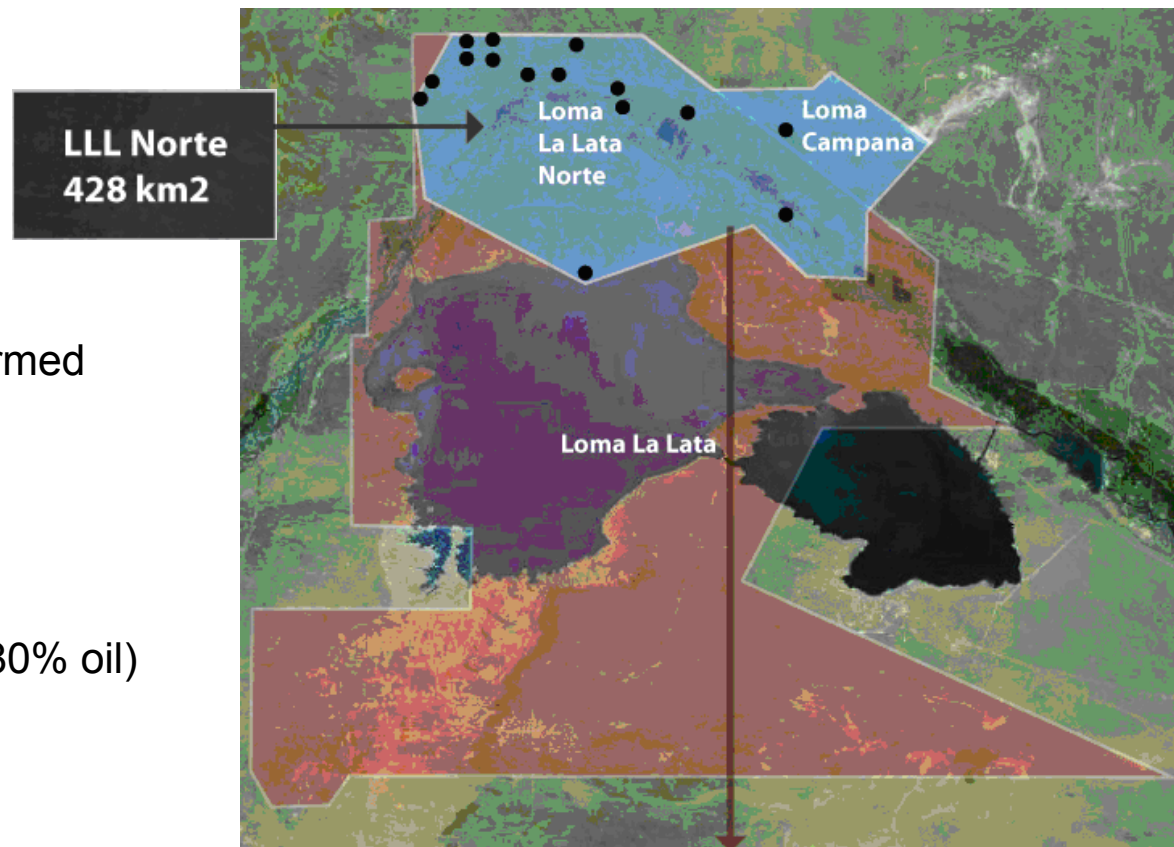 LLL Norte
428 km2
Loma
La Lata
Norte
Loma
Campana
rmed
Loma La Lata
30% oil)